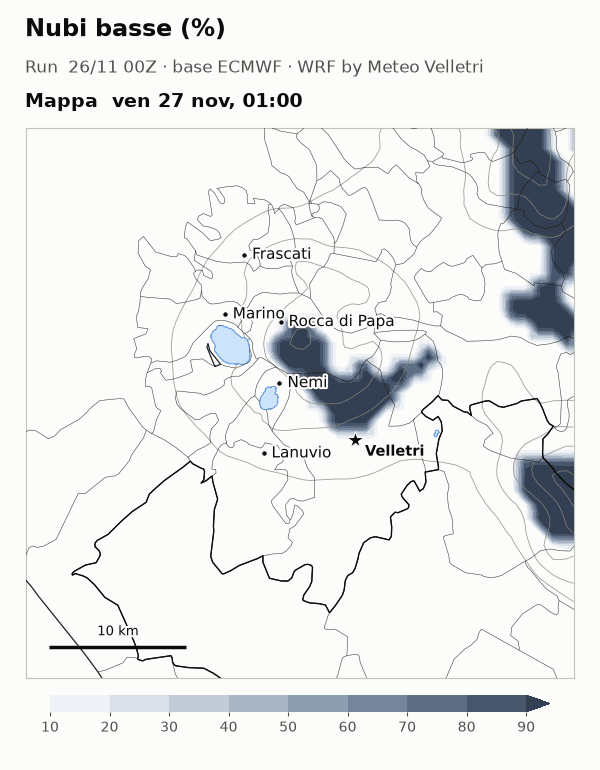 Nubi basse (%)
Run  26/11 00Z · base ECMWF · WRF by Meteo Velletri
Mappa  ven 27 nov, 01:00
Frascati
Marino
Rocca di Papa
Nemi
Velletri
Lanuvio
10 km
10 20 30 40 50 60 70 80 90